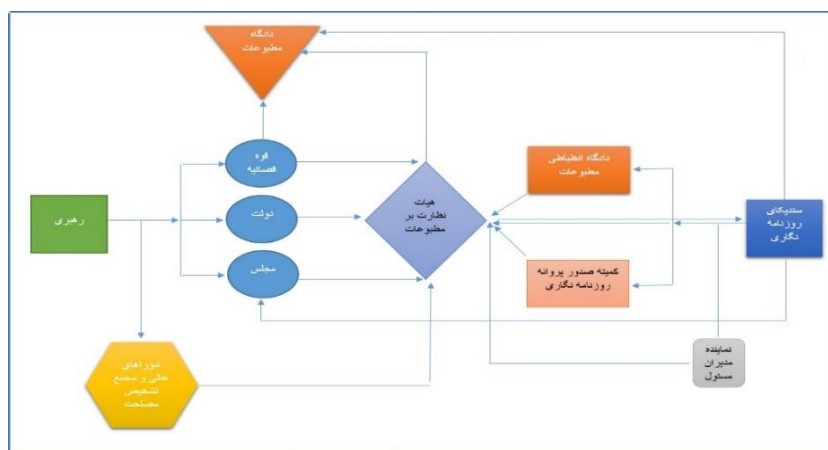 دادگاه
مطبوعات
قوه
قضائیه
دولت
مجلس
رهبری
شوراهای
عالی و مجمع
تشخیص
مصلحت
هیات
نظارت بر
مطبوعات
دادگاه انظباطی
مطبوعات
کمیته صدور پروانه
روزنامه نگاری
سندیکای
روزنامه
نگاری
نماینده
مدیران
مسئول